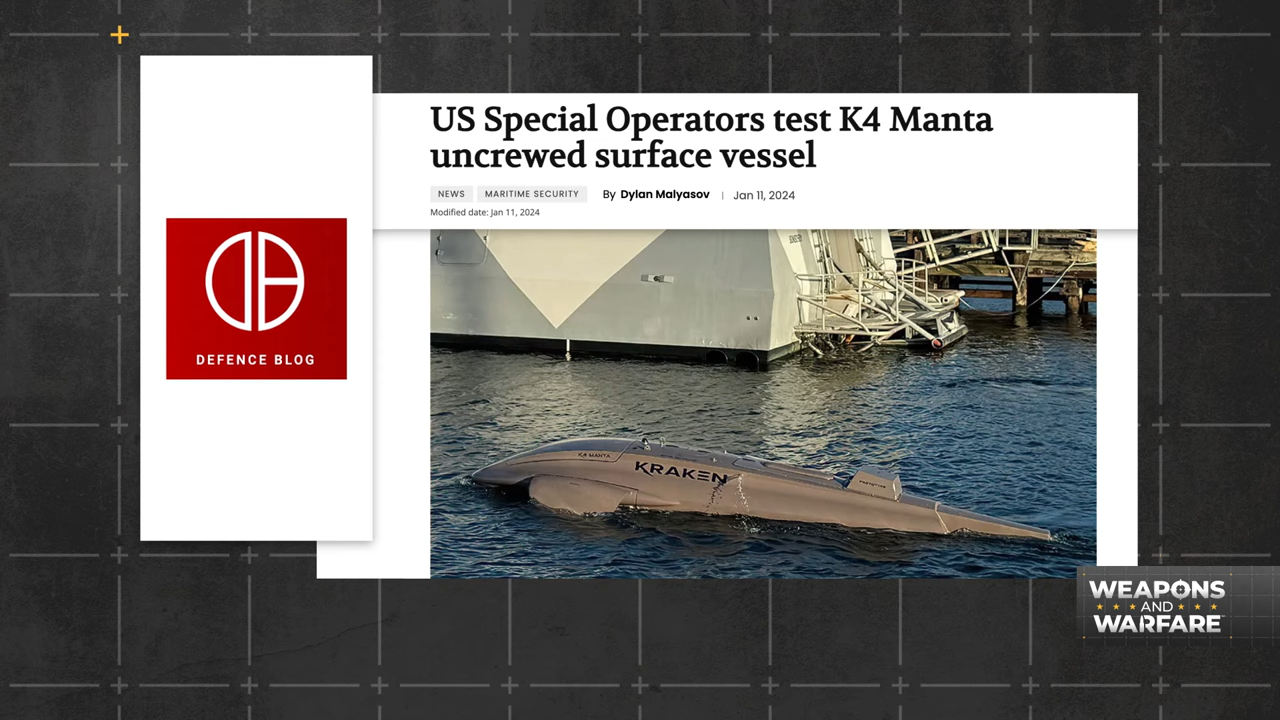 US Special Operators test K4 Manta
uncrewed surface vessel
NEWS MARITIME SECURITY By Dylan Malyasov | Jan 11, 2024
Modified date: Jan 11, 2024
DEFENCE BLOG
K4 MANTA
KRAKEN
PROTOTYPE
WEAPONS
AND
WARFARE